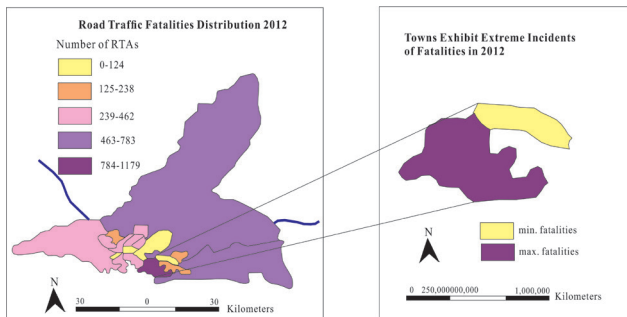 Road Traffic Fatalities Distribution 2012
Number of RTAs
0-124
125-238
239-462
463-783
784-1179
N
30 0 30
Kilometers
Towns Exhibit Extreme Incidents
of Fatalities in 2012
min. fatalities
max. fatalities
N
0 250,000,000 1,000,000
Kilometers